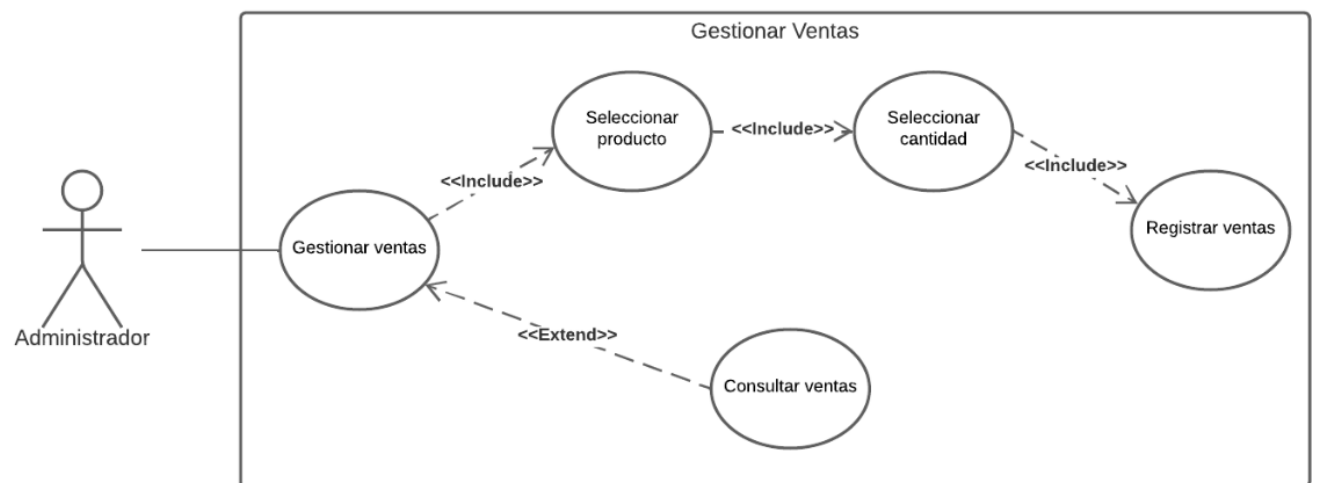 Gestionar Ventas
Seleccionar
producto
<<Include>>
Seleccionar
cantidad
<<Include>>
<<Include>>
Registrar ventas
Gestionar ventas
Administrador
<<Extend>>
Consultar ventas